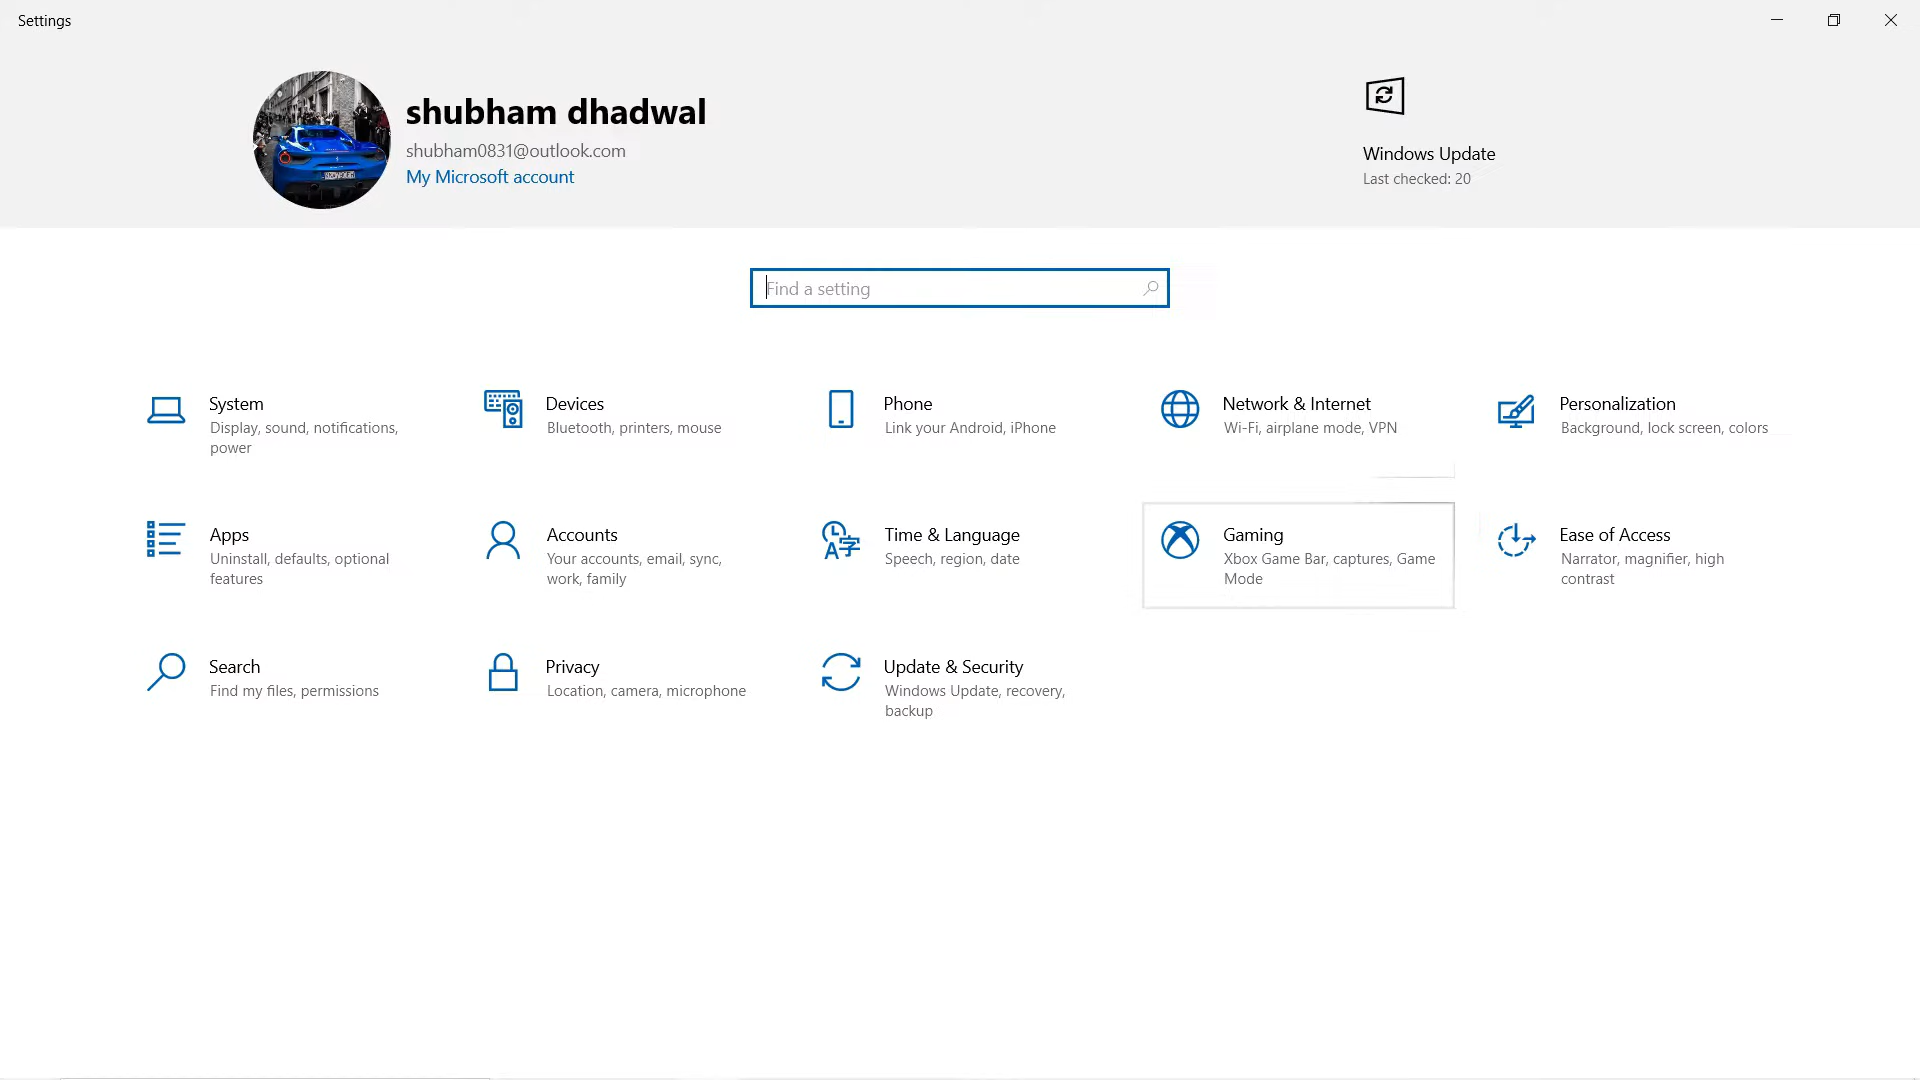 Settings
shubham dhadwal
shubham0831@outlook.com
My Microsoft account
Windows Update
Last checked: 20
Find a setting
System
Display, sound, notifications,
power
Devices
Bluetooth, printers, mouse
Phone
Link your Android, iPhone
Network & Internet
Wi-Fi, airplane mode, VPN
Personalization
Background, lock screen, colors
Apps
Uninstall, defaults, optional
features
Accounts
Your accounts, email, sync,
work, family
Time & Language
Speech, region, date
Gaming
Xbox Game Bar, captures, Game
Mode
Ease of Access
Narrator, magnifier, high
contrast
Search
Find my files, permissions
Privacy
Location, camera, microphone
Update & Security
Windows Update, recovery,
backup